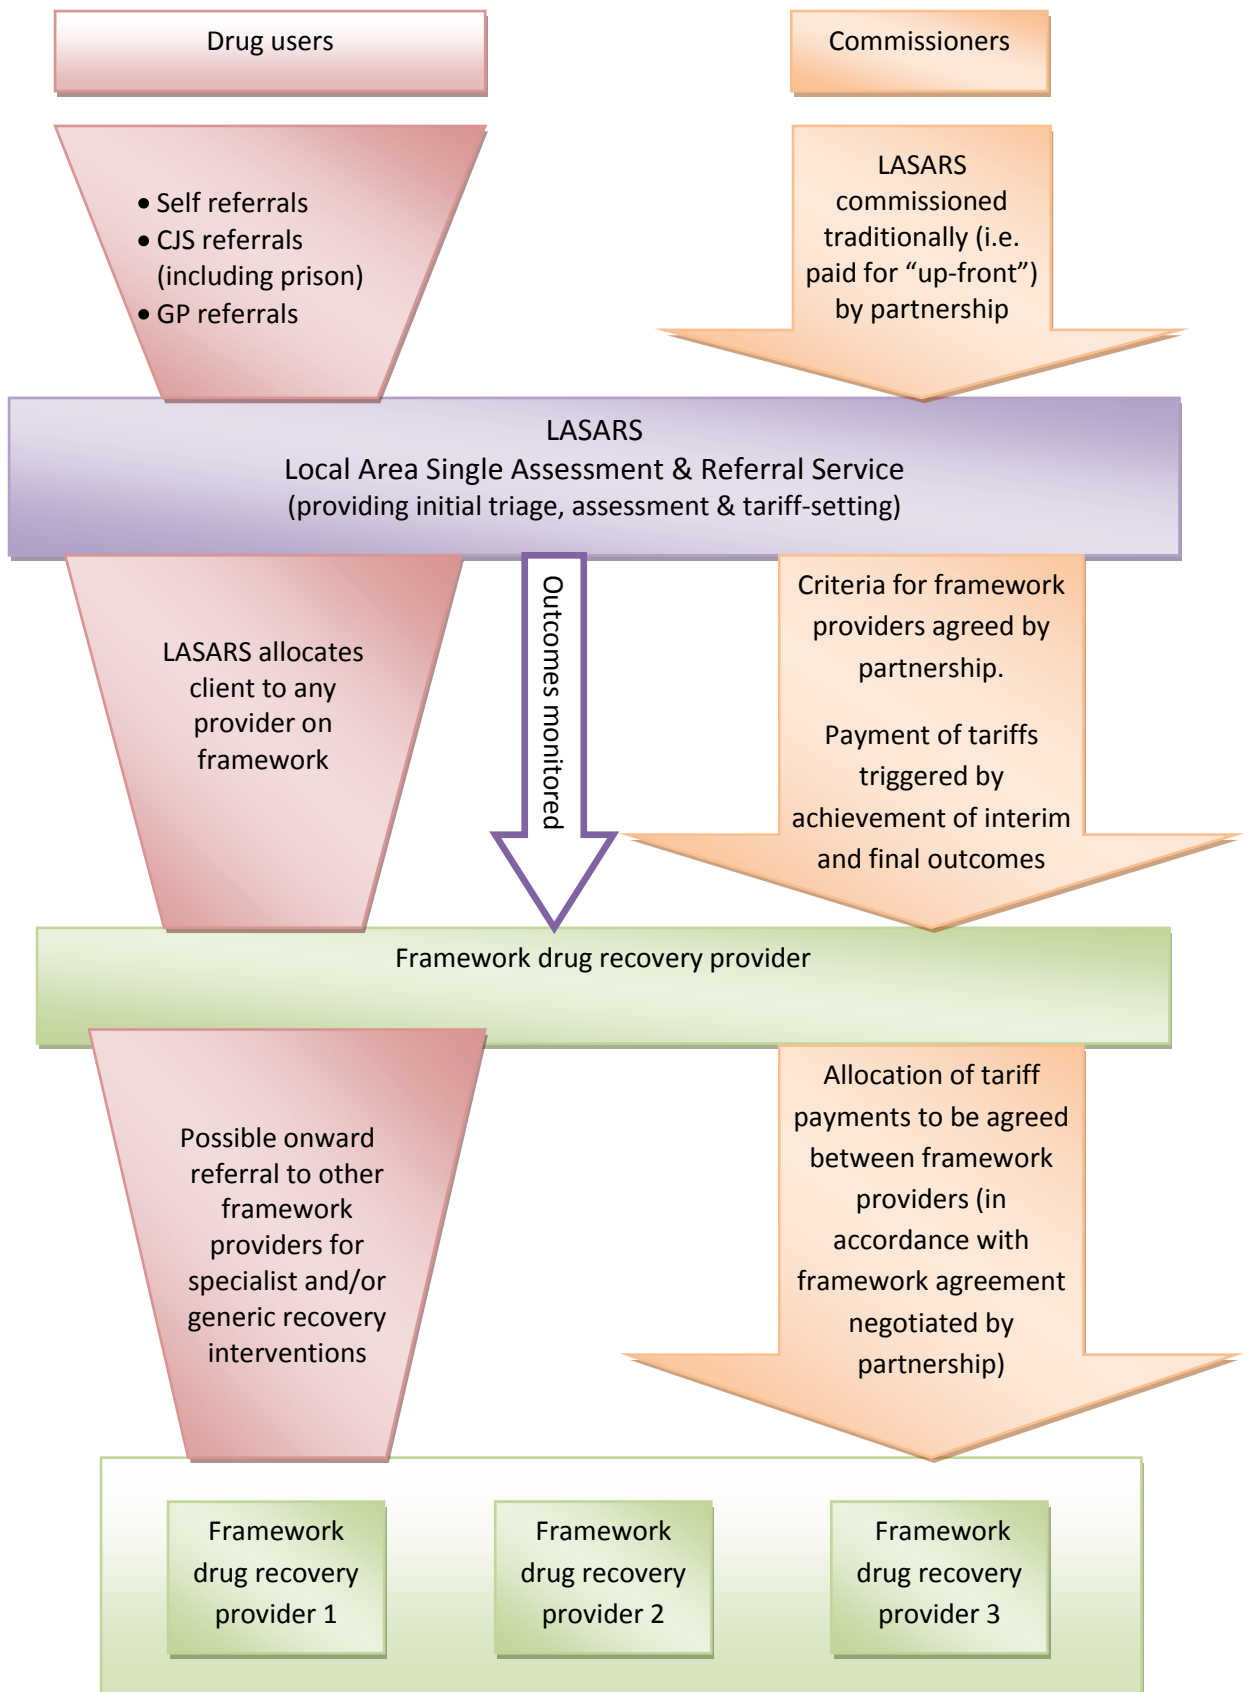 Drug users
Commissioners
• Self referrals
• CJS referrals
(including prison)
• GP referrals
LASARS
commissioned
traditionally (i.e.
paid for “up-front”)
by partnership
LASARS
Local Area Single Assessment & Referral Service
(providing initial triage, assessment & tariff-setting)
LASARS allocates
client to any
provider on
framework
Outcomes monitored
Criteria for framework
providers agreed by
partnership.
Payment of tariffs
triggered by
achievement of interim
and final outcomes
Framework drug recovery provider
Possible onward
referral to other
framework
providers for
specialist and/or
generic recovery
interventions
Allocation of tariff
payments to be agreed
between framework
providers (in
accordance with
framework agreement
negotiated by
partnership)
Framework
drug recovery
provider 1
Framework
drug recovery
provider 2
Framework
drug recovery
provider 3